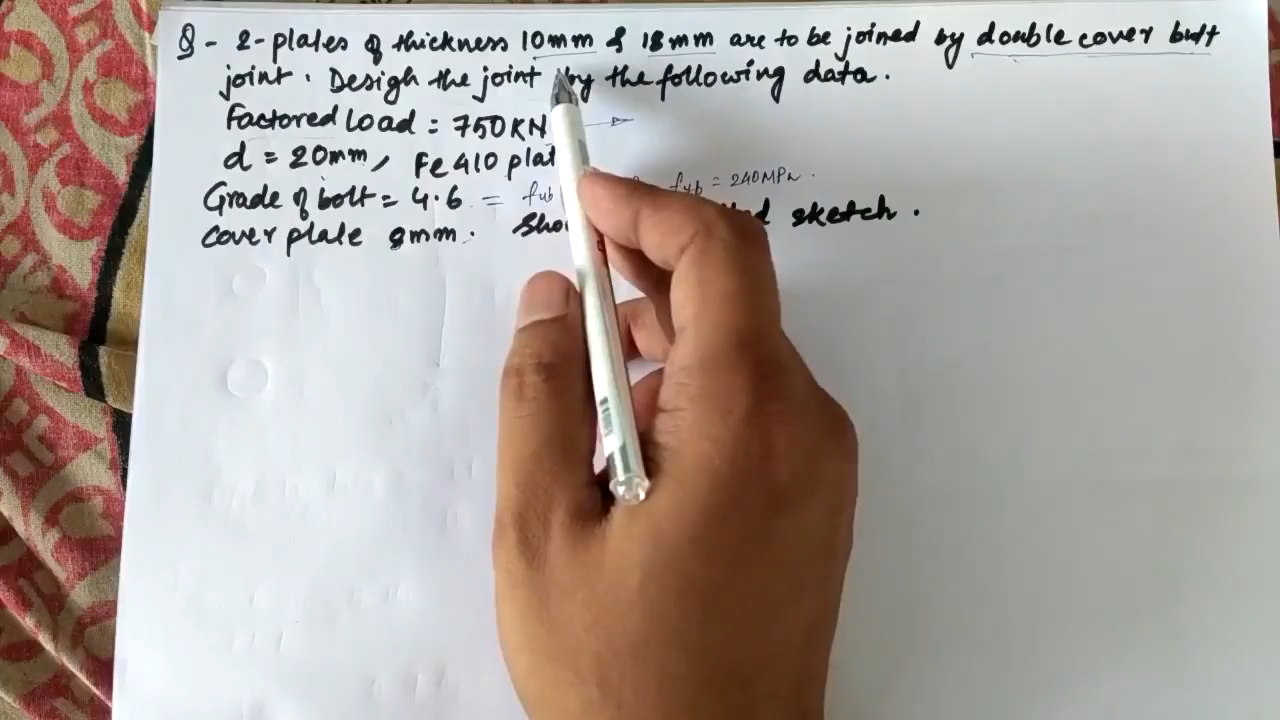 Q - 2-plates of thickness 10mm & 18mm are to be joined by double cover butt
joint. Design the joint by the following data.
Factored Load = 750KN
d = 20mm, Fe 410 plat
Grade of bolt = 4.6 = fub fyb = 240MPa.
cover plate 8mm. sketch.